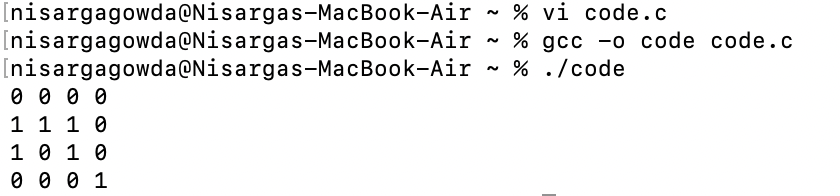 [nisargagowda@Nisargas-MacBook-Air ~ % vi code.c
[nisargagowda@Nisargas-MacBook-Air ~ % gcc -o code code.c
[nisargagowda@Nisargas-MacBook-Air ~ % ./code
0 0 0 0
1 1 1 0
1 0 1 0
0 0 0 1